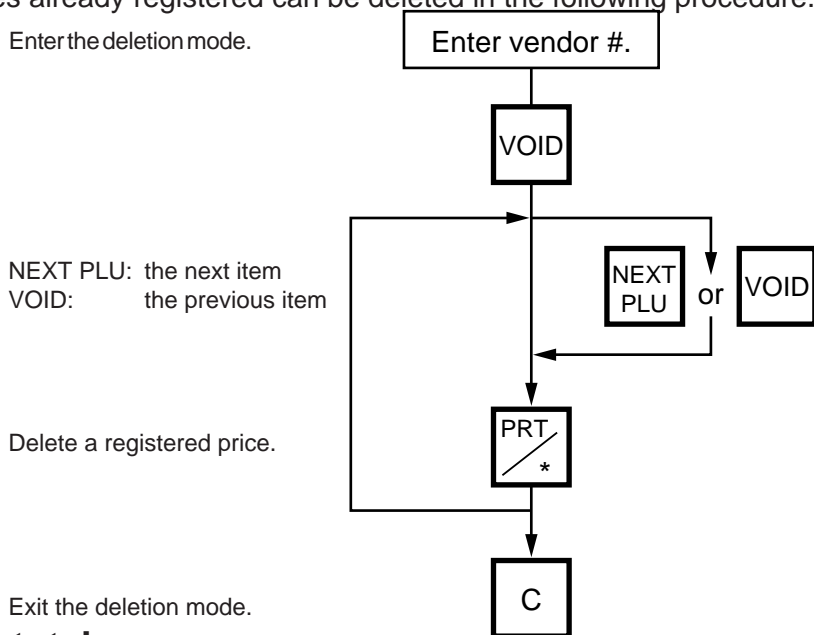 es already registered can be deleted in the following procedure.
Enter the deletion mode.
Enter vendor #.
VOID
NEXT PLU: the next item
VOID: the previous item
NEXT
PLU
or
VOID
Delete a registered price.
PRT
*
Exit the deletion mode.
C